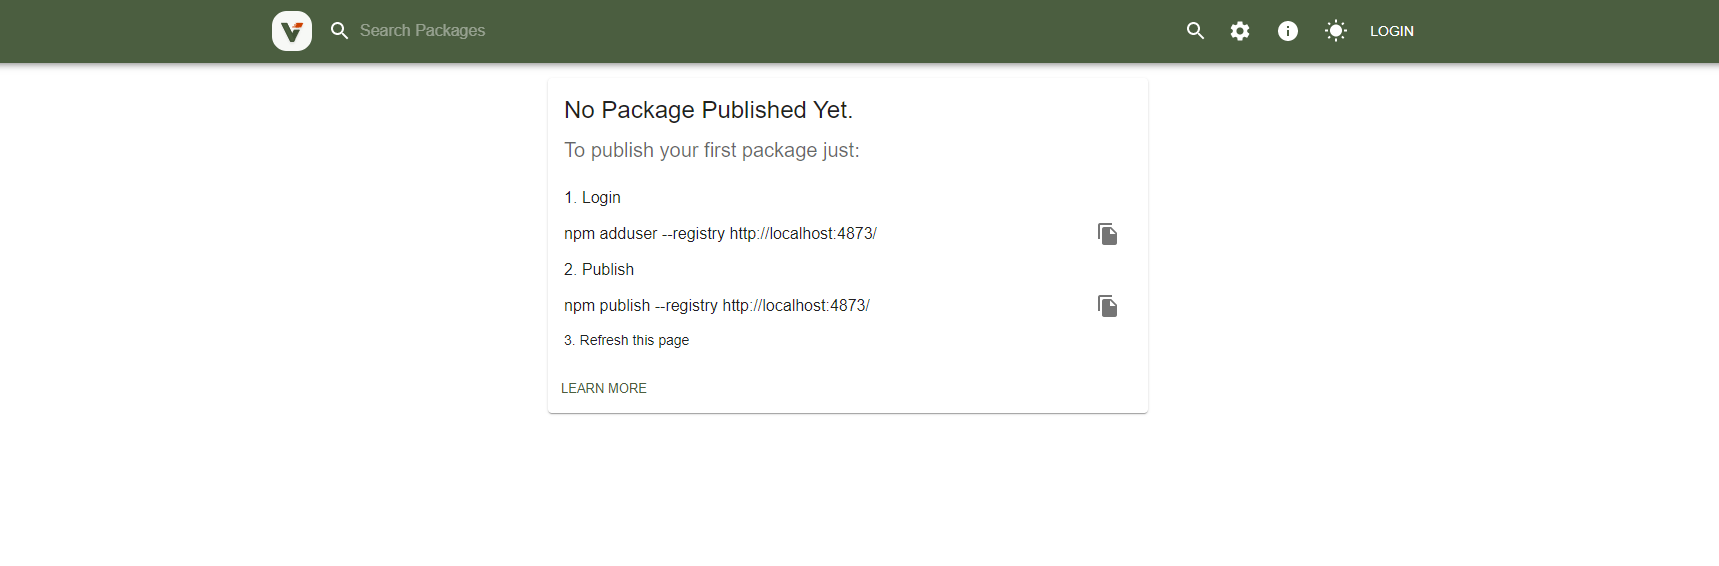 Search Packages
LOGIN
No Package Published Yet.
To publish your first package just:
1. Login
npm adduser --registry http://localhost:4873/
2. Publish
npm publish --registry http://localhost:4873/
3. Refresh this page
LEARN MORE